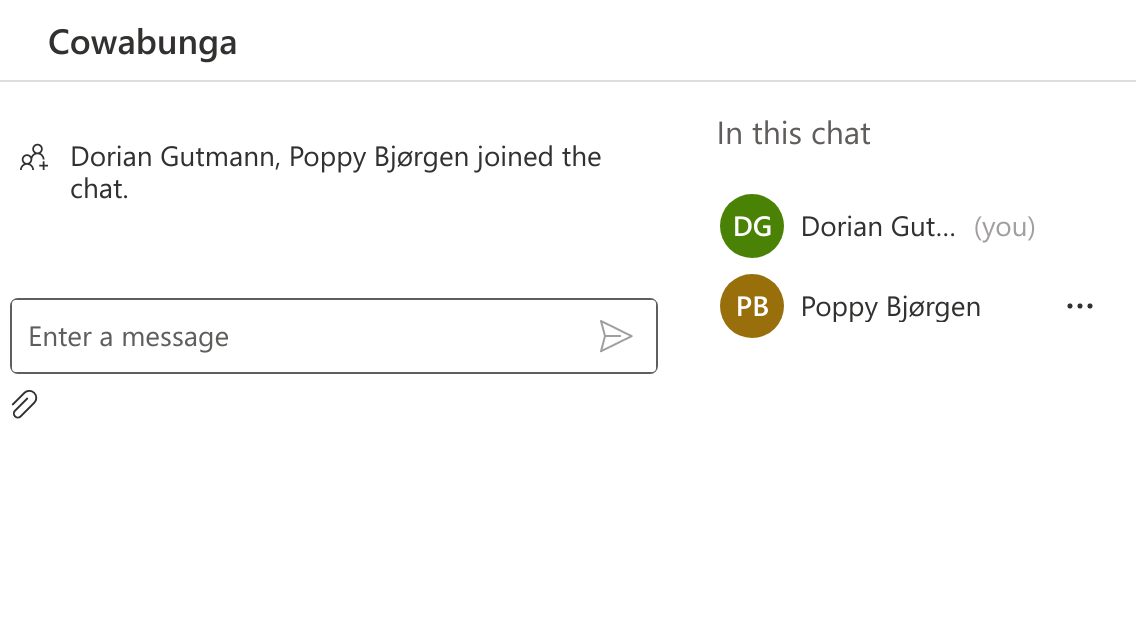 Cowabunga
Dorian Gutmann, Poppy Bjørgen joined the
chat.
Enter a message
In this chat
DG Dorian Gut... (you)
PB Poppy Bjørgen